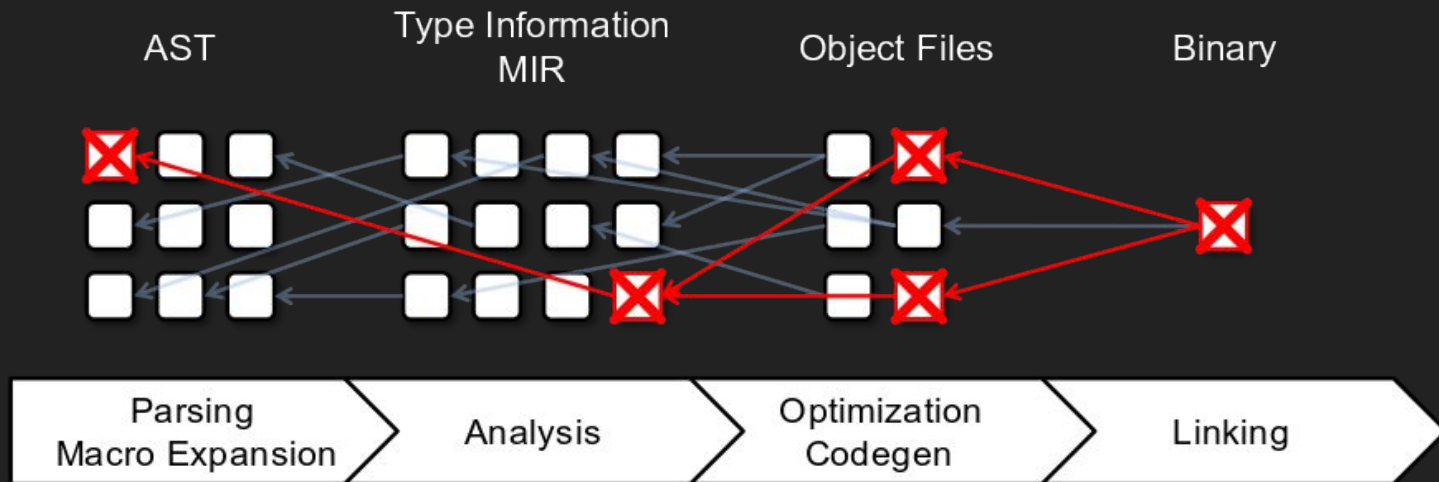 AST
Type Information
MIR
Object Files
Binary
Parsing
Macro Expansion
Analysis
Optimization
Codegen
Linking